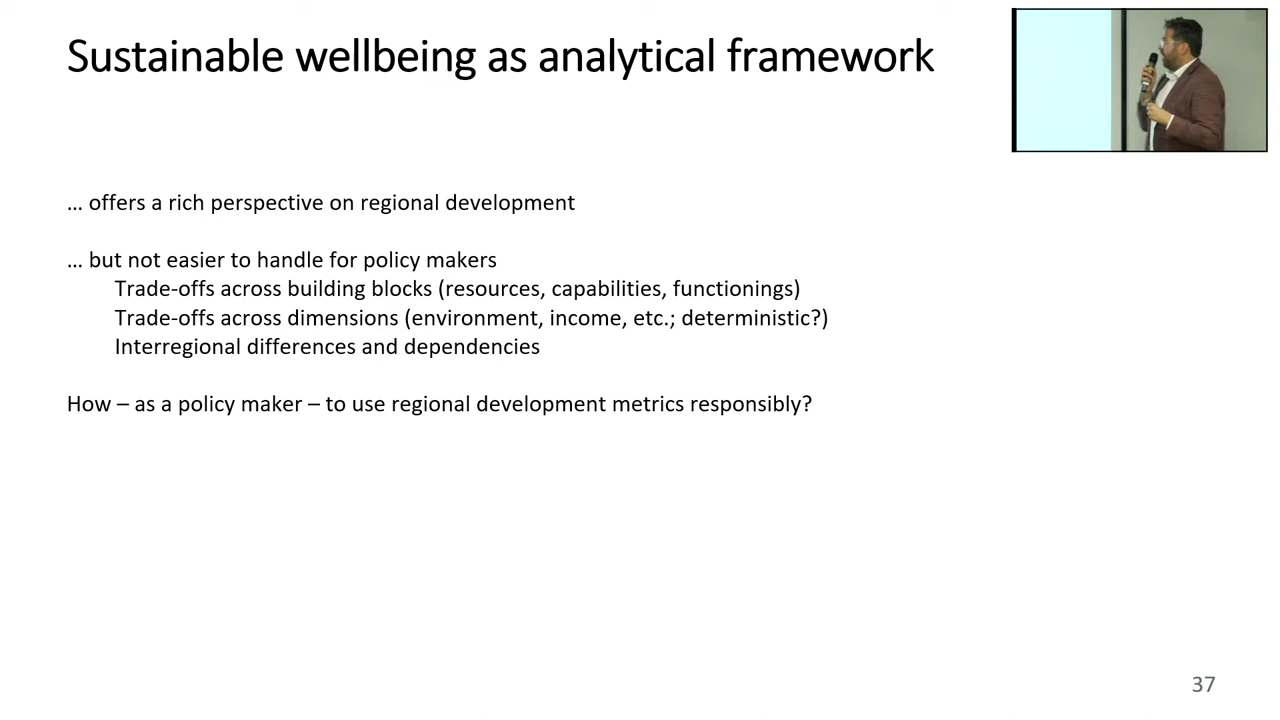 Sustainable wellbeing as analytical framework
… offers a rich perspective on regional development
… but not easier to handle for policy makers
Trade-offs across building blocks (resources, capabilities, functionings)
Trade-offs across dimensions (environment, income, etc.; deterministic?)
Interregional differences and dependencies
How – as a policy maker – to use regional development metrics responsibly?
37